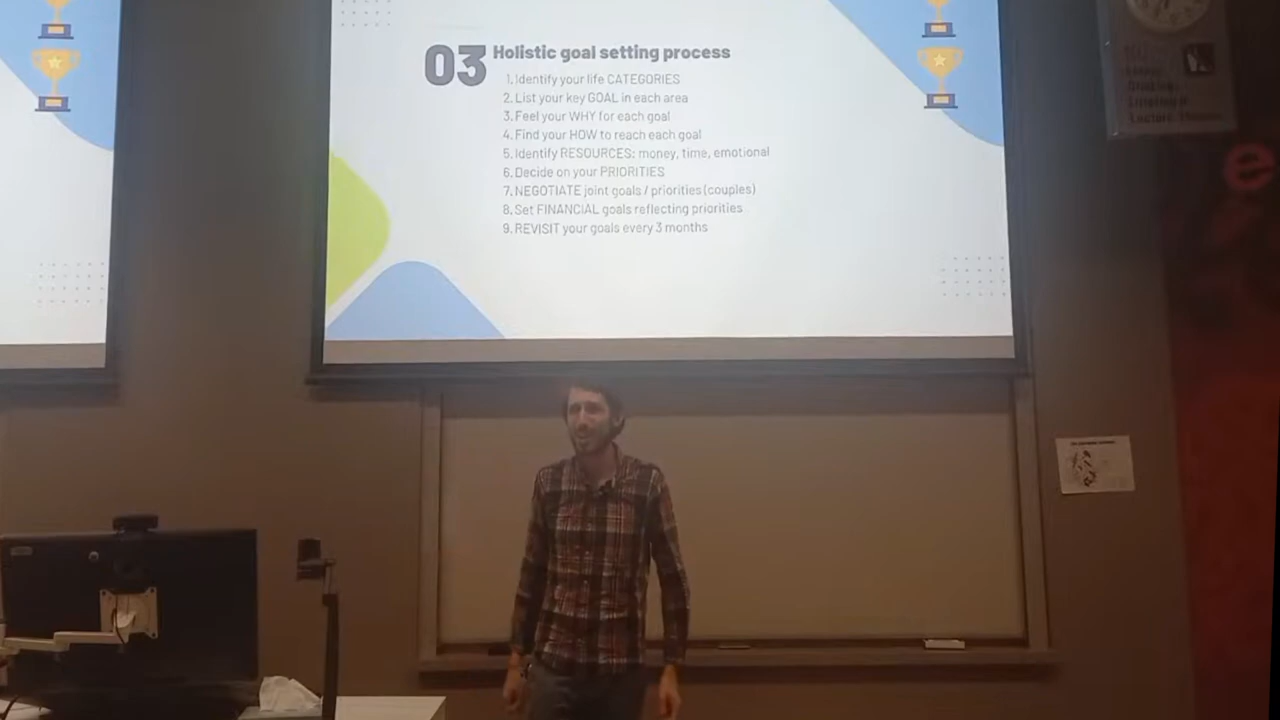 03 Holistic goal setting process
1. Identify your life CATEGORIES
2. List your key GOAL in each area
3. Feel your WHY for each goal
4. Find your HOW to reach each goal
5. Identify RESOURCES: money, time, emotional
6. Decide on your PRIORITIES
7. NEGOTIATE joint goals / priorities (couples)
8. Set FINANCIAL goals reflecting priorities
9. REVISIT your goals every 3 months
e